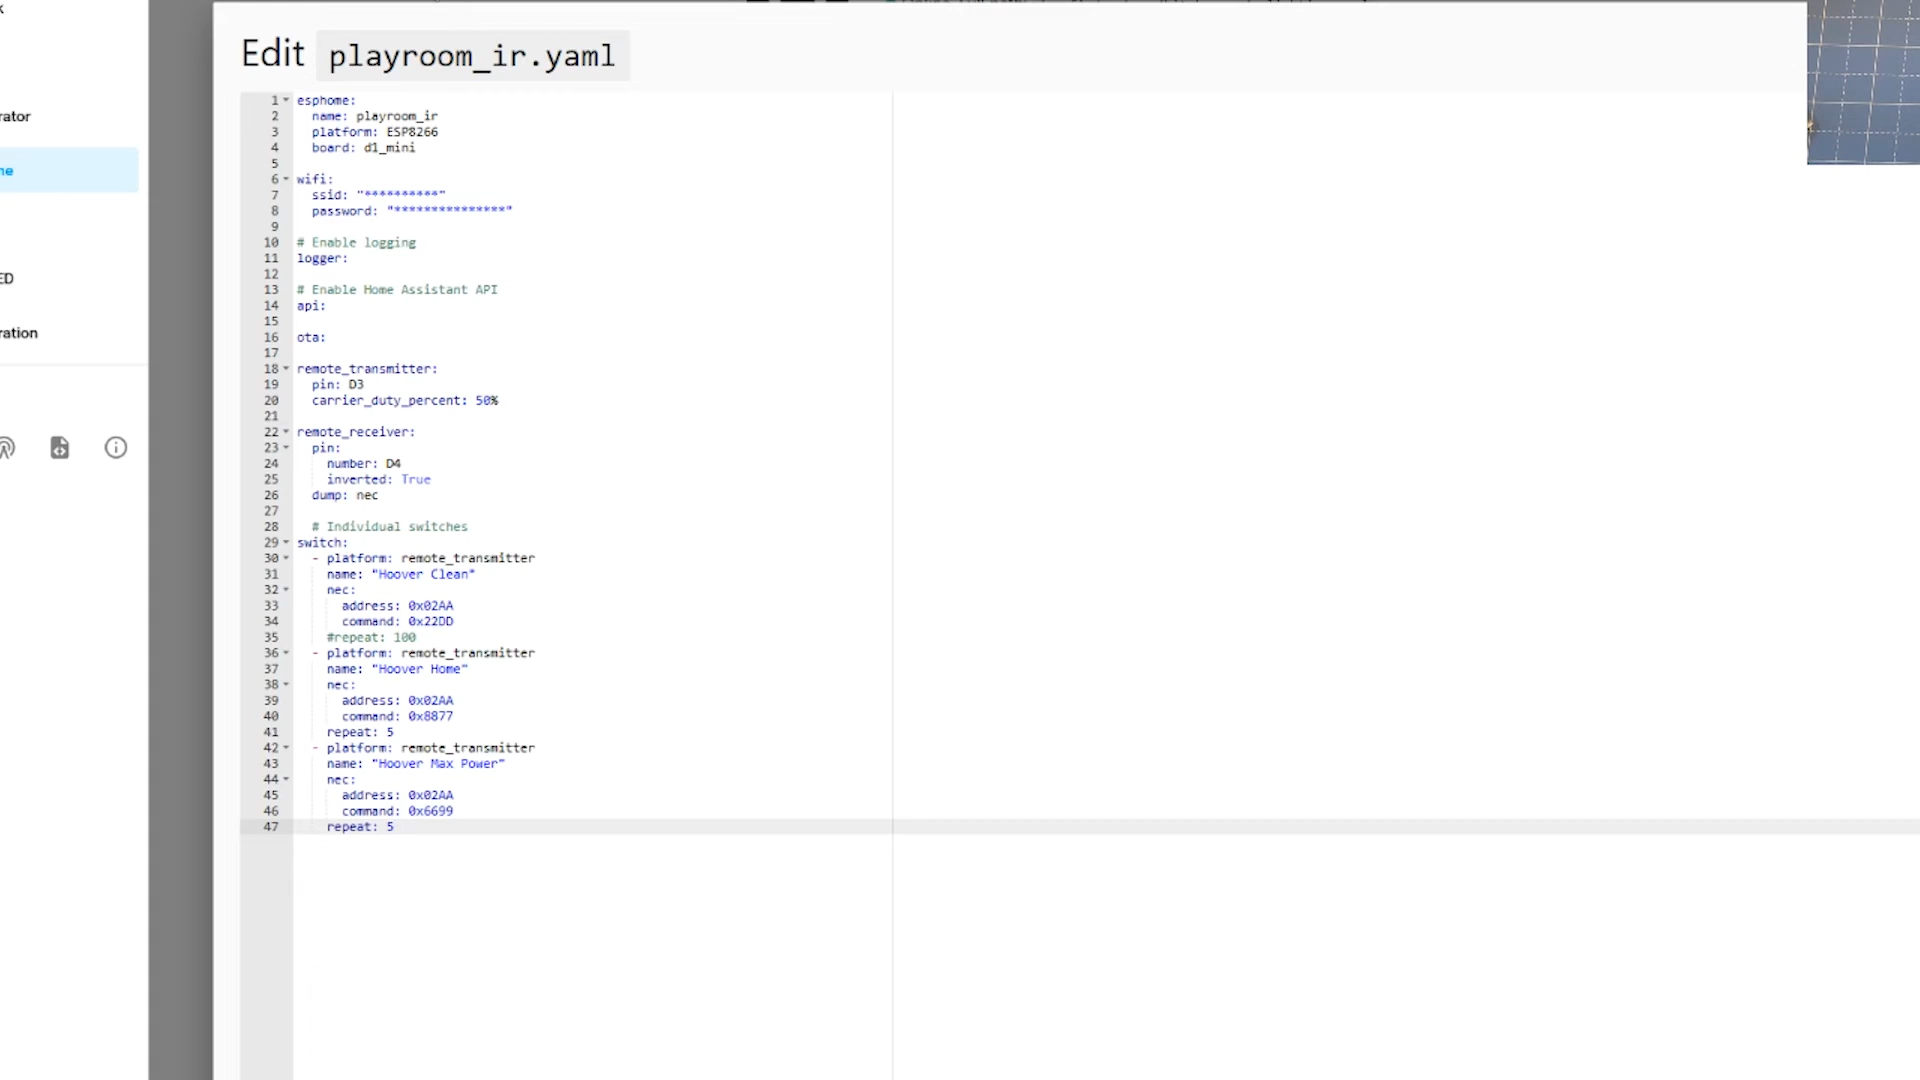 Edit playroom_ir.yaml
rator
ne
ED
ration
1 esphome:
2 name: playroom_ir
3 platform: ESP8266
4 board: d1_mini
5
6 wifi:
7 ssid: "**********"
8 password: "***************"
9
10 # Enable logging
11 logger:
12
13 # Enable Home Assistant API
14 api:
15
16 ota:
17
18 remote_transmitter:
19 pin: D3
20 carrier_duty_percent: 50%
21
22 remote_receiver:
23 pin:
24 number: D4
25 inverted: True
26 dump: nec
27
28 # Individual switches
29 switch:
30 - platform: remote_transmitter
31 name: "Hoover Clean"
32 nec:
33 address: 0x02AA
34 command: 0x22DD
35 #repeat: 100
36 - platform: remote_transmitter
37 name: "Hoover Home"
38 nec:
39 address: 0x02AA
40 command: 0x8877
41 repeat: 5
42 - platform: remote_transmitter
43 name: "Hoover Max Power"
44 nec:
45 address: 0x02AA
46 command: 0x6699
47 repeat: 5